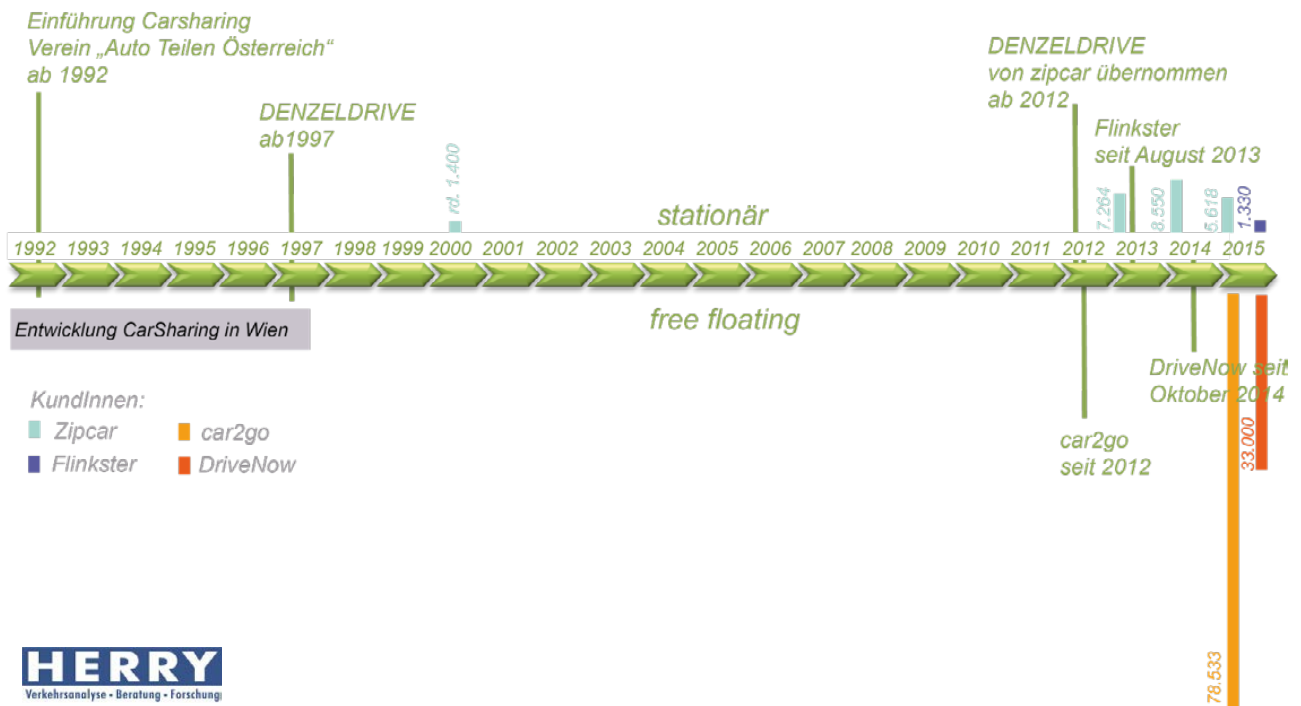 Einführung Carsharing
Verein „Auto Teilen Österreich“
ab 1992
DENZELDRIVE
ab1997
DENZELDRIVE
von zipcar übernommen
ab 2012
Flinkster
seit August 2013
rd. 1.400
7.264
8.550
5.618
1.330
stationär
1992 1993 1994 1995 1996 1997 1998 1999 2000 2001 2002 2003 2004 2005 2006 2007 2008 2009 2010 2011 2012 2013 2014 2015
free floating
Entwicklung CarSharing in Wien
DriveNow seit
Oktober 2014
KundInnen:
Zipcar car2go
Flinkster DriveNow
car2go
seit 2012
33.000
78.533
HERRY
Verkehrsanalyse - Beratung - Forschung